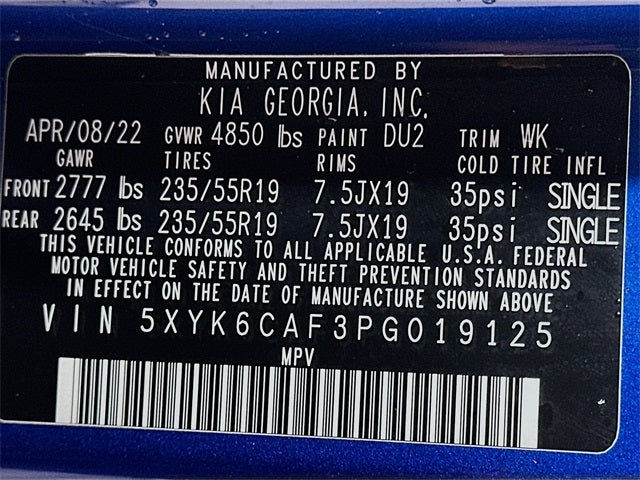 MANUFACTURED BY
KIA GEORGIA, INC.
APR/08/22 GVWR 4850 lbs PAINT DU2 TRIM WK
GAWR TIRES RIMS COLD TIRE INFL
FRONT 2777 lbs 235/55R19 7.5JX19 35psi SINGLE
REAR 2645 lbs 235/55R19 7.5JX19 35psi SINGLE
THIS VEHICLE CONFORMS TO ALL APPLICABLE U.S.A. FEDERAL
MOTOR VEHICLE SAFETY AND THEFT PREVENTION STANDARDS
IN EFFECT ON THE DATE OF MANUFACTURE SHOWN ABOVE
VIN 5XYK6CAF3PG019125
MPV